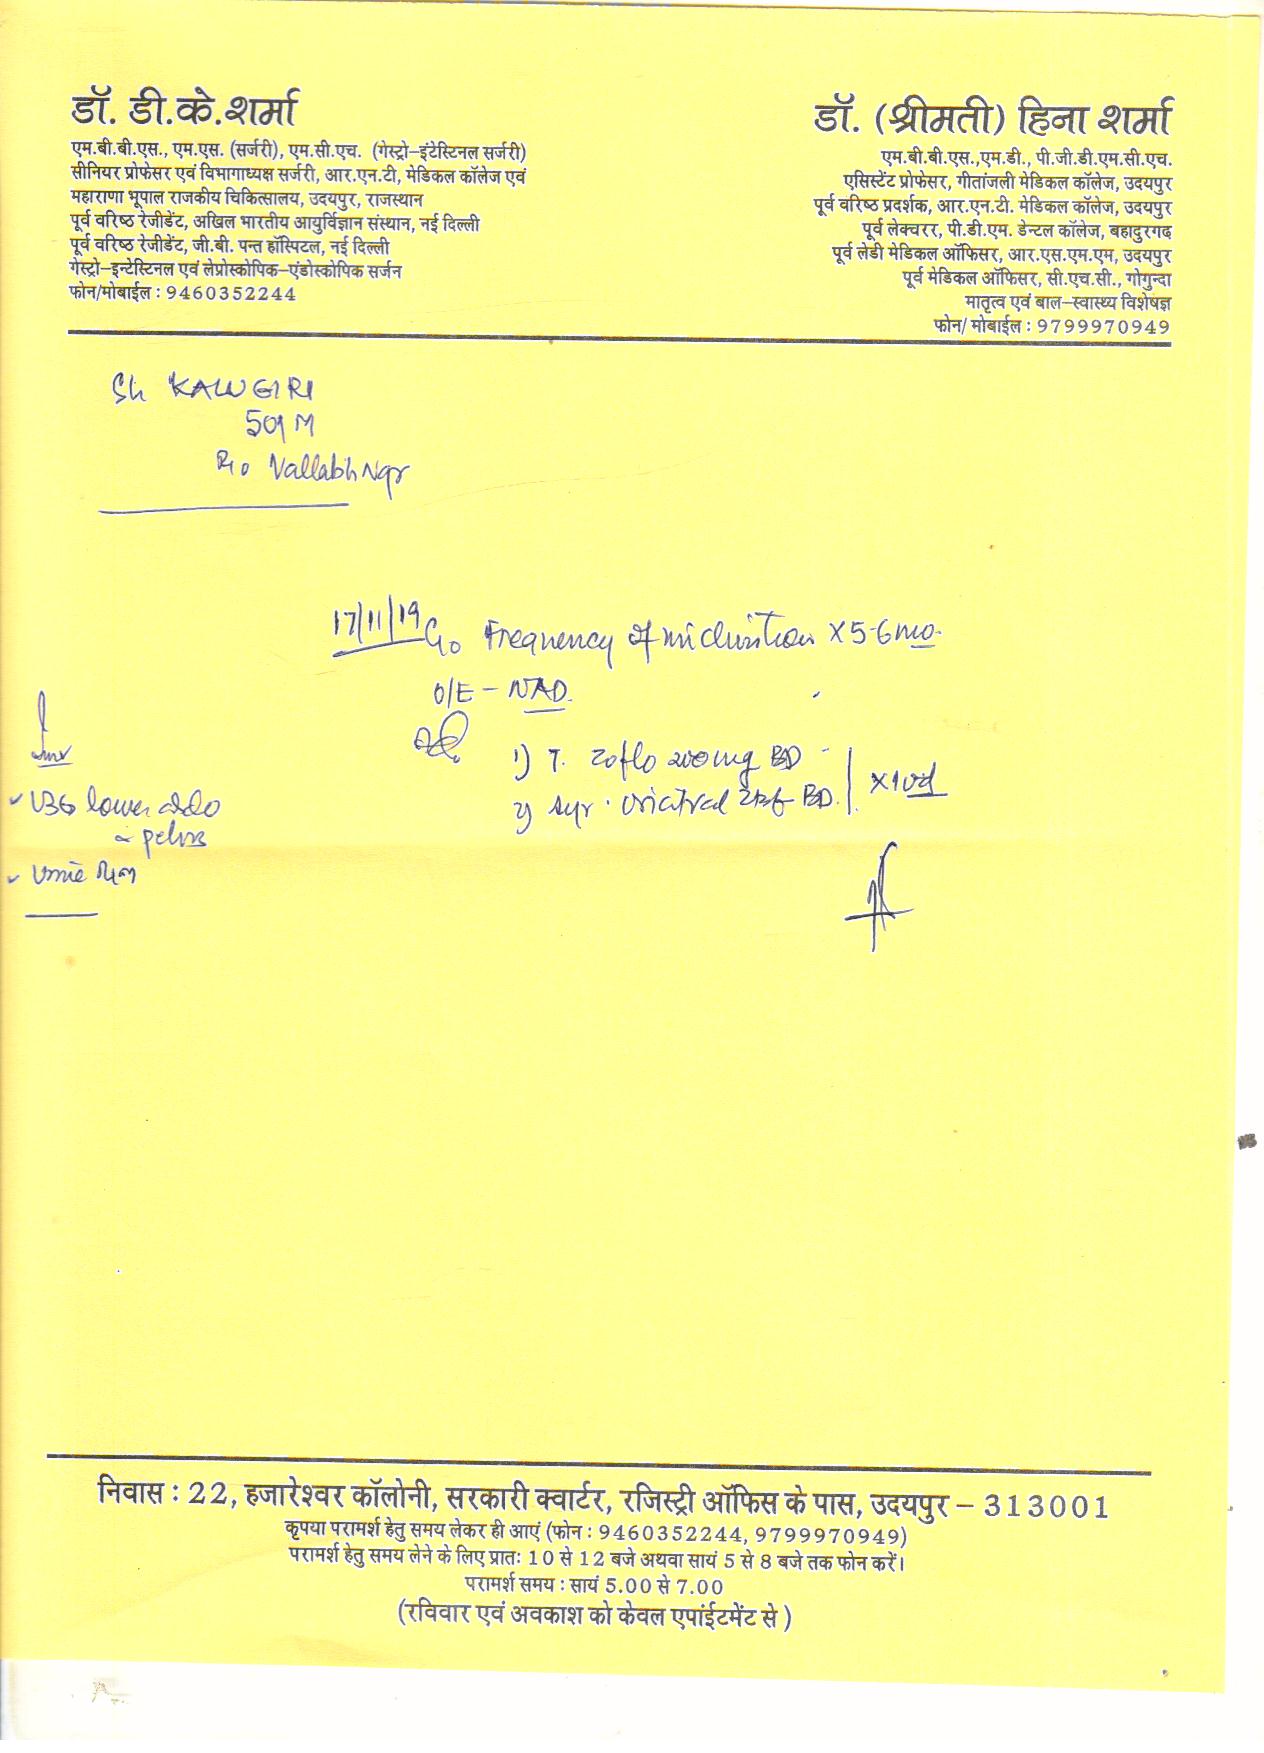 डॉ. डी.के.शर्मा
एम.बी.बी.एस., एम.एस. (सर्जरी), एम.सी.एच. (गेस्ट्रो–इंटेस्टिनल सर्जरी)
सीनियर प्रोफेसर एवं विभागाध्यक्ष सर्जरी, आर.एन.टी, मेडिकल कॉलेज एवं
महाराणा भूपाल राजकीय चिकित्सालय, उदयपुर, राजस्थान
पूर्व वरिष्ठ रेजीडेंट, अखिल भारतीय आयुर्विज्ञान संस्थान, नई दिल्ली
पूर्व वरिष्ठ रेजीडेंट, जी.बी. पन्त हॉस्पिटल, नई दिल्ली
गेस्ट्रो–इन्टेस्टिनल एवं लेप्रोस्कोपिक–एंडोस्कोपिक सर्जन
फोन/मोबाईल : 9460352244
डॉ. (श्रीमती) हिना शर्मा
एम.बी.बी.एस.,एम.डी., पी.जी.डी.एम.सी.एच.
एसिस्टेंट प्रोफेसर, गीतांजली मेडिकल कॉलेज, उदयपुर
पूर्व वरिष्ठ प्रदर्शक, आर.एन.टी. मेडिकल कॉलेज, उदयपुर
पूर्व लेक्चरर, पी.डी.एम. डेन्टल कॉलेज, बहादुरगढ
पूर्व लेडी मेडिकल ऑफिसर, आर.एस.एम.एम, उदयपुर
पूर्व मेडिकल ऑफिसर, सी.एच.सी., गोगुन्दा
मातृत्व एवं बाल–स्वास्थ्य विशेषज्ञ
फोन/ मोबाईल : 9799970949
Sh KALUGIRI
50y M
R/o Vallabh Ngr
17/11/19 C/o Frequency of micturition X 5-6 mo.
O/E – NAD.
1) T. Zoflo 200mg BD
2) Syr. BD. X 10d
USG lower abdo
pelvis
Urine
निवास : 22, हजारेश्वर कॉलोनी, सरकारी क्वार्टर, रजिस्ट्री ऑफिस के पास, उदयपुर – 313001
कृपया परामर्श हेतु समय लेकर ही आएं (फोन : 9460352244, 9799970949)
परामर्श हेतु समय लेने के लिए प्रातः 10 से 12 बजे अथवा सायं 5 से 8 बजे तक फोन करें।
परामर्श समय : सायं 5.00 से 7.00
(रविवार एवं अवकाश को केवल एपांईटमेंट से )